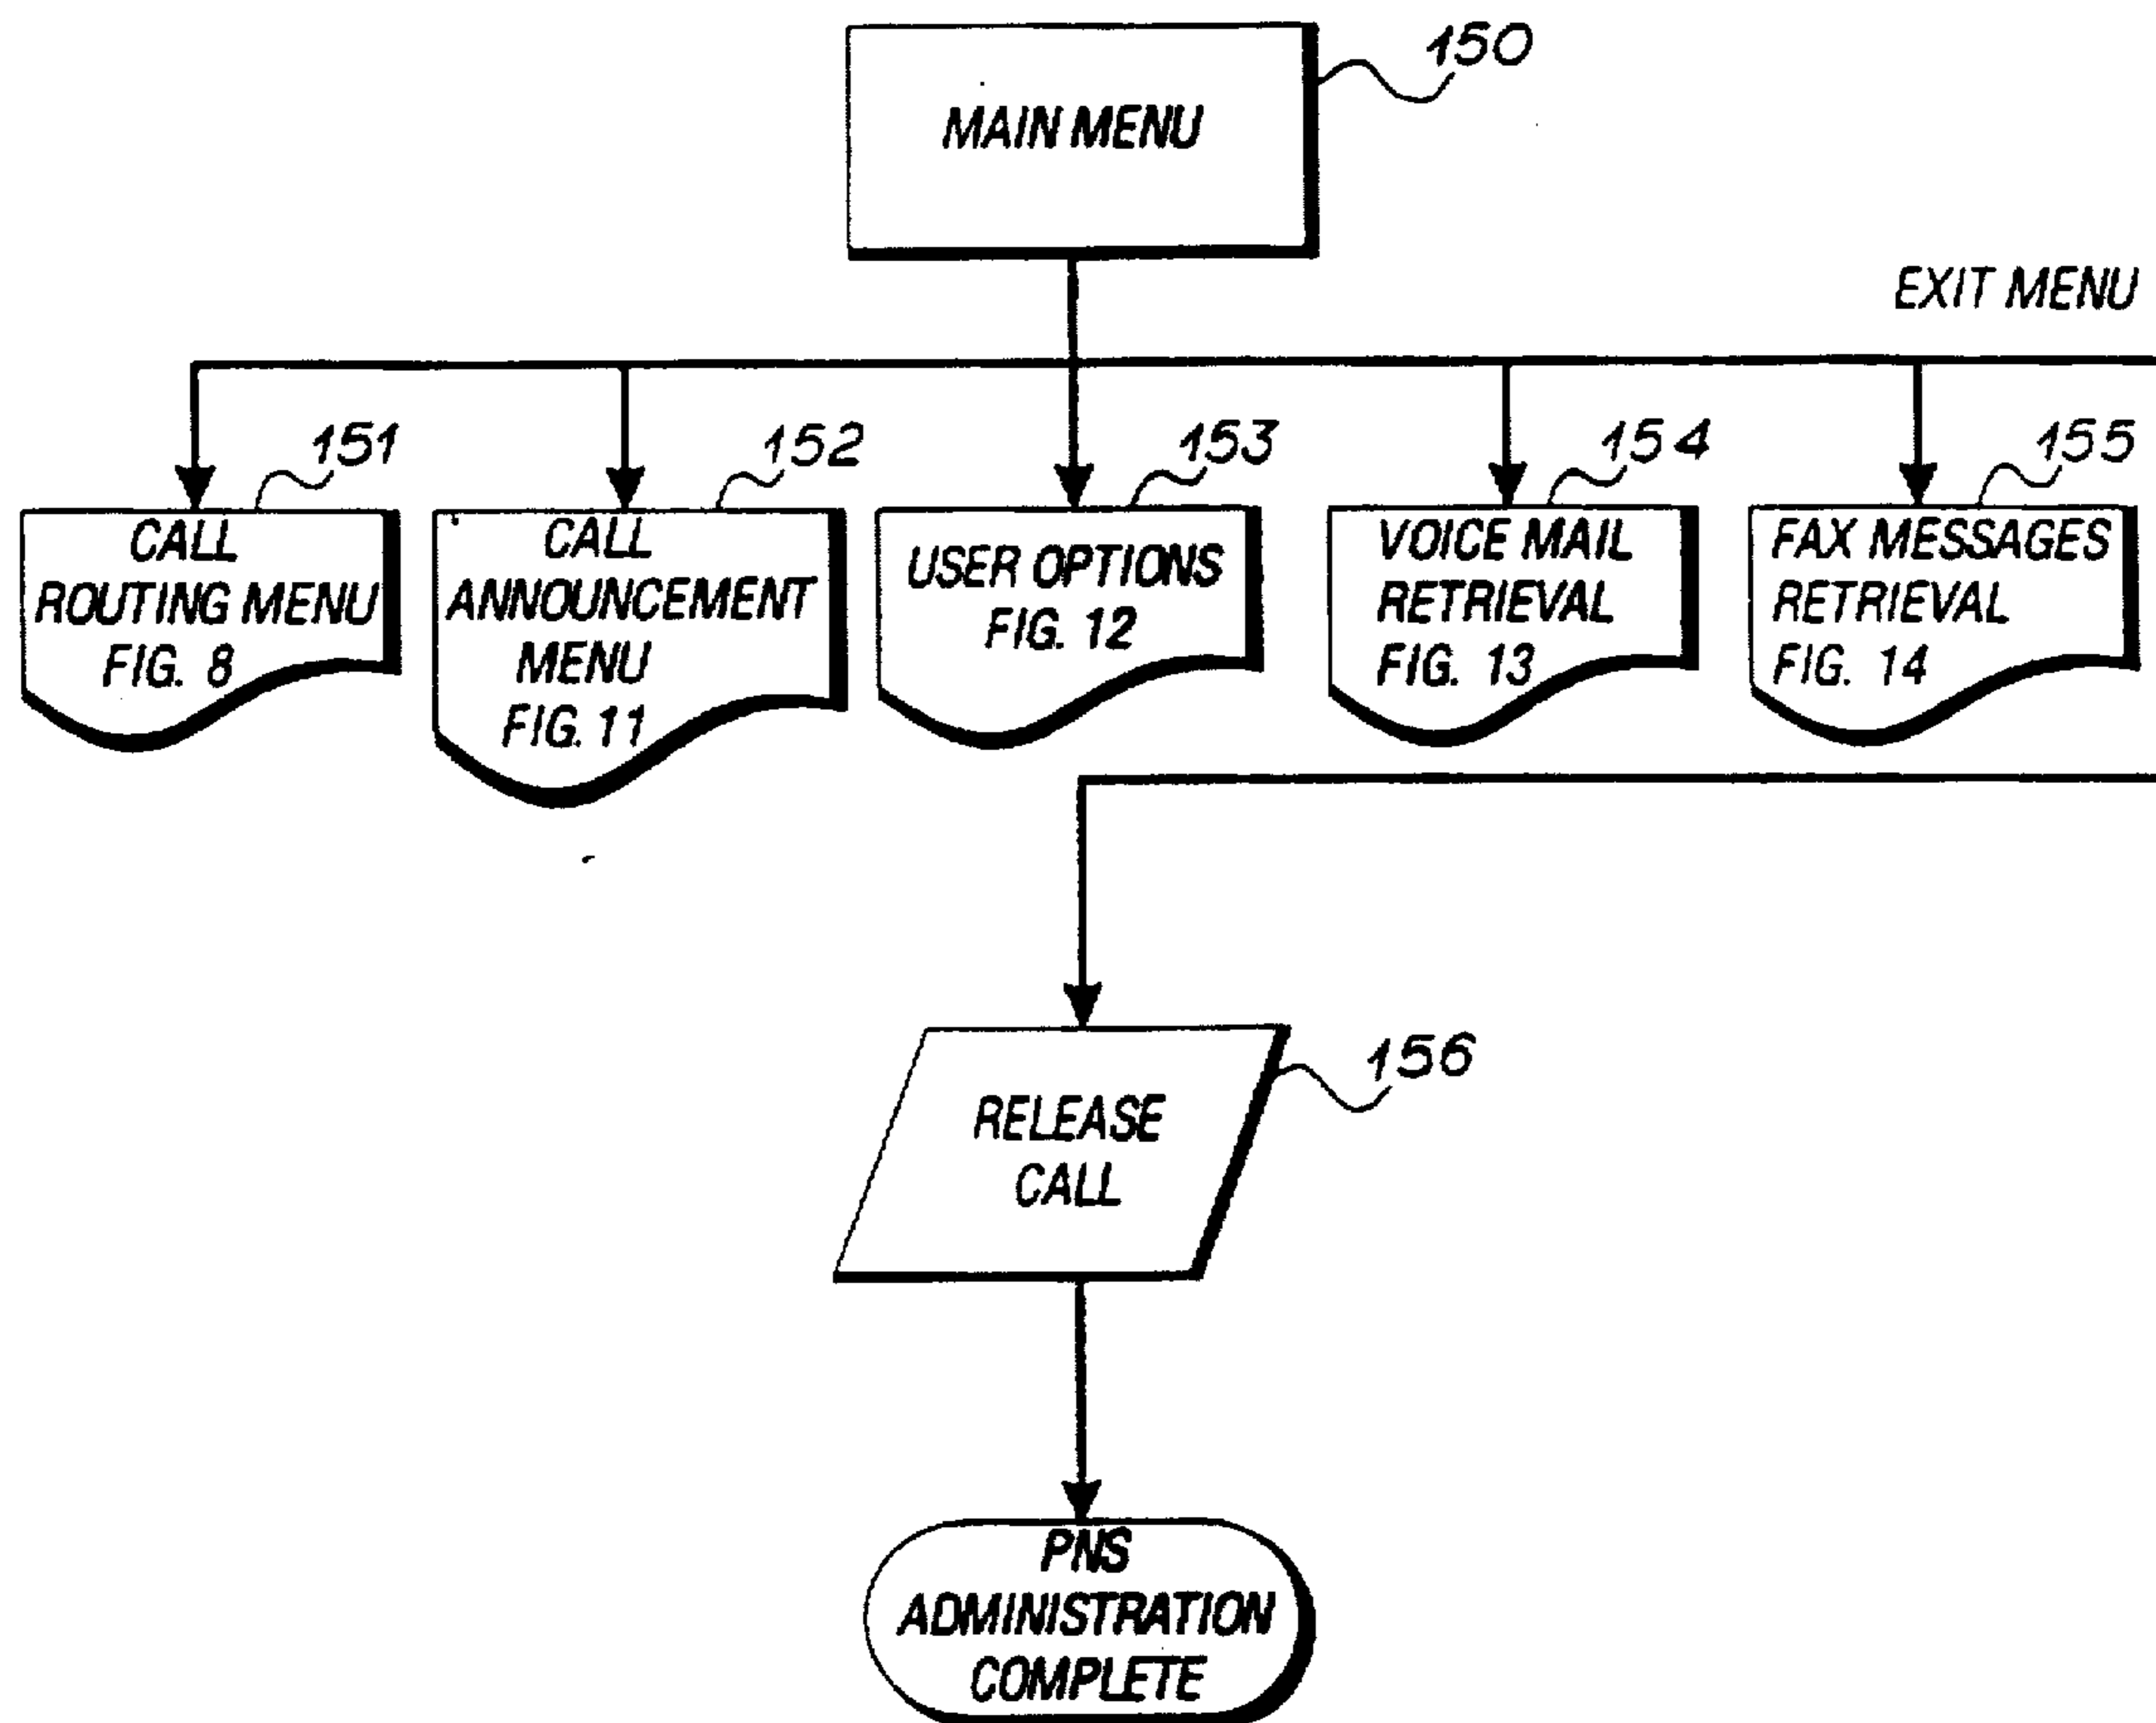 150
MAIN MENU
EXIT MENU
151
152
153
154
155
CALL
ROUTING MENU
FIG. 8
CALL
ANNOUNCEMENT
MENU
FIG. 11
USER OPTIONS
FIG. 12
VOICE MAIL
RETRIEVAL
FIG. 13
FAX MESSAGES
RETRIEVAL
FIG. 14
156
RELEASE
CALL
PNS
ADMINISTRATION
COMPLETE